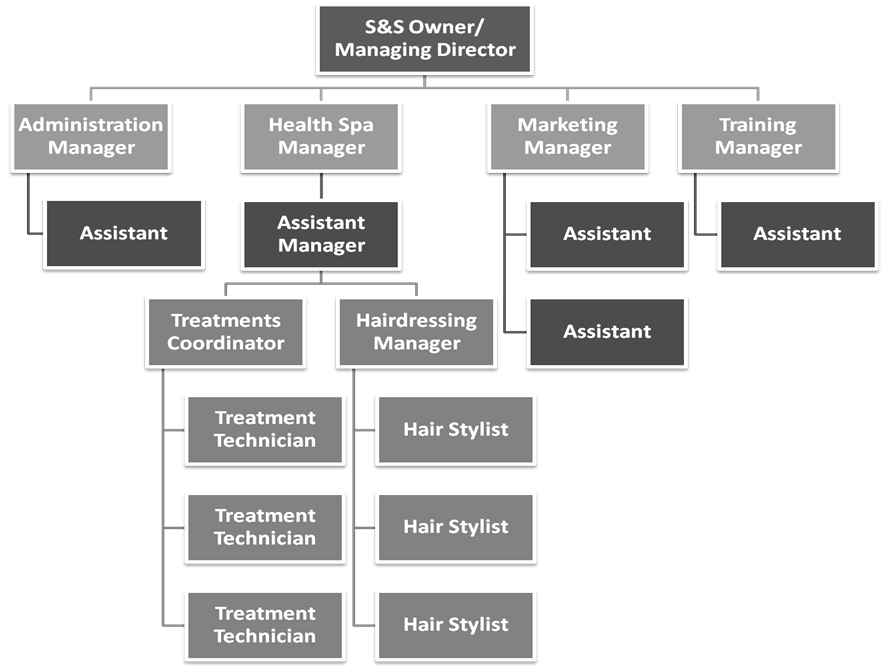 S&S Owner/
Managing Director
Administration
Manager
Health Spa
Manager
Marketing
Manager
Training
Manager
Assistant
Assistant
Manager
Assistant
Assistant
Assistant
Treatments
Coordinator
Hairdressing
Manager
Treatment
Technician
Hair Stylist
Treatment
Technician
Hair Stylist
Treatment
Technician
Hair Stylist